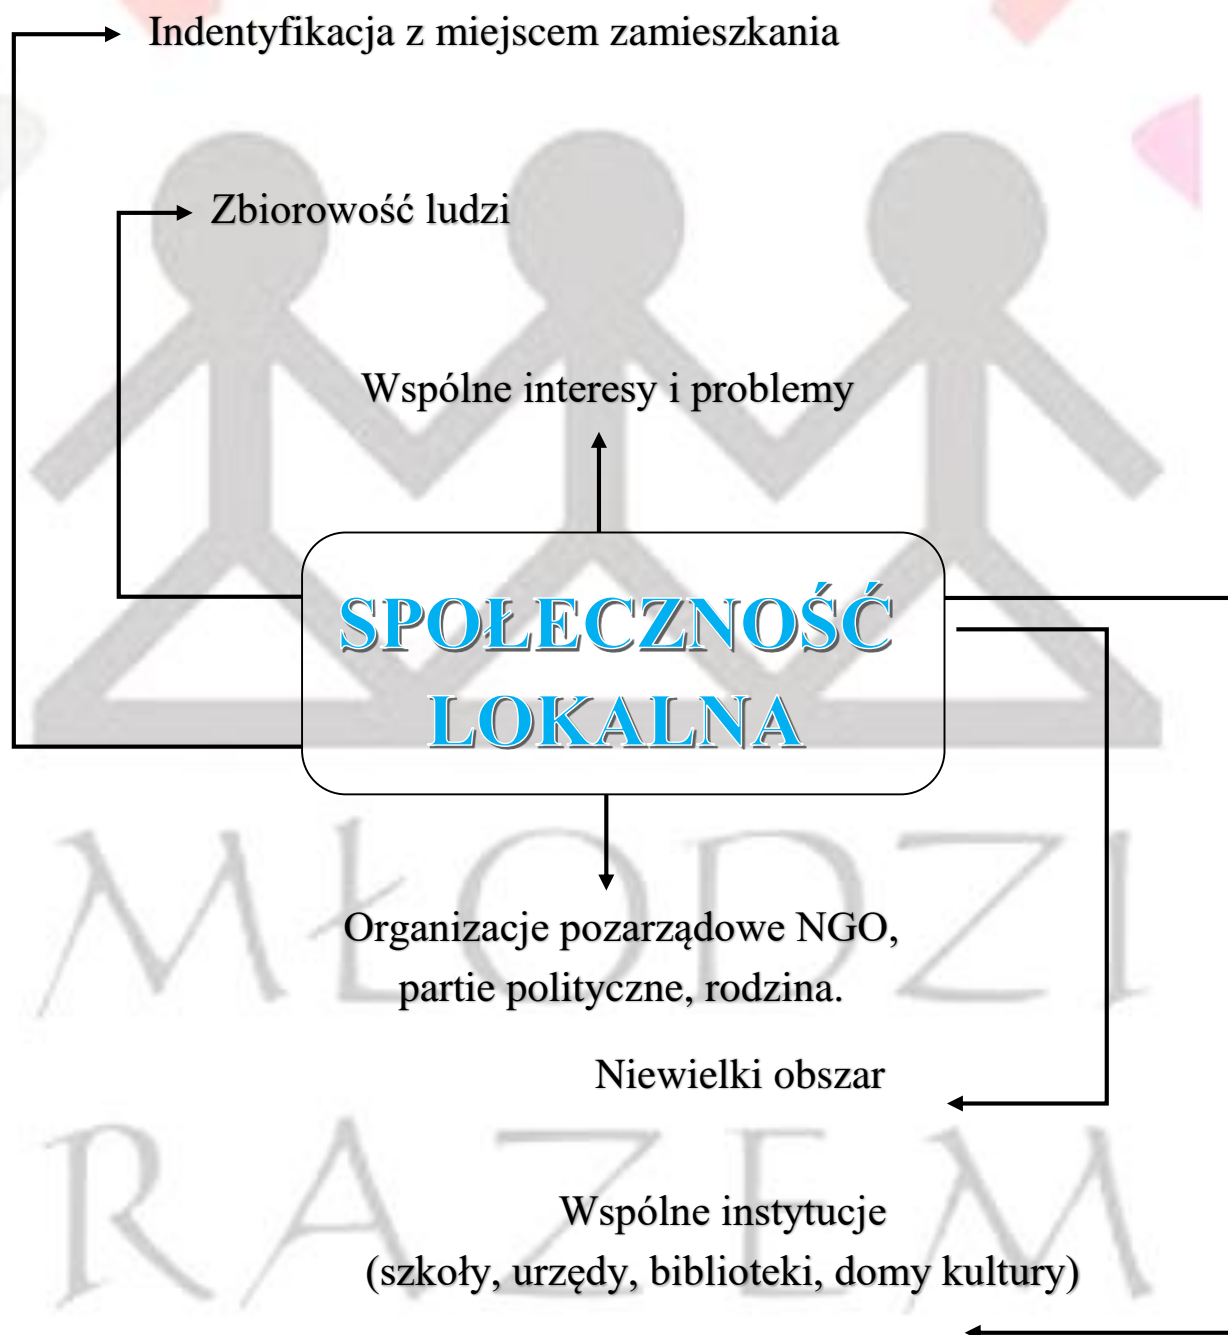 Indentyfikacja z miejscem zamieszkania
Zbiorowość ludzi
Wspólne interesy i problemy
SPOŁECZNOŚĆ
LOKALNA
Organizacje pozarządowe NGO,
partie polityczne, rodzina.
Niewielki obszar
Wspólne instytucje
(szkoły, urzędy, biblioteki, domy kultury)
MŁODZI
RAZEM